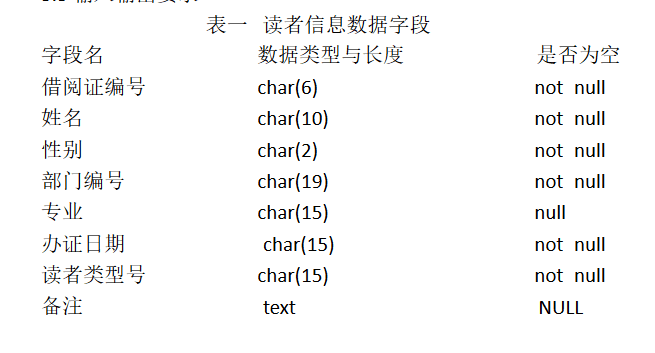 表一 读者信息数据字段
字段名 数据类型与长度 是否为空
借阅证编号 char(6) not null
姓名 char(10) not null
性别 char(2) not null
部门编号 char(19) not null
专业 char(15) null
办证日期 char(15) not null
读者类型号 char(15) not null
备注 text NULL